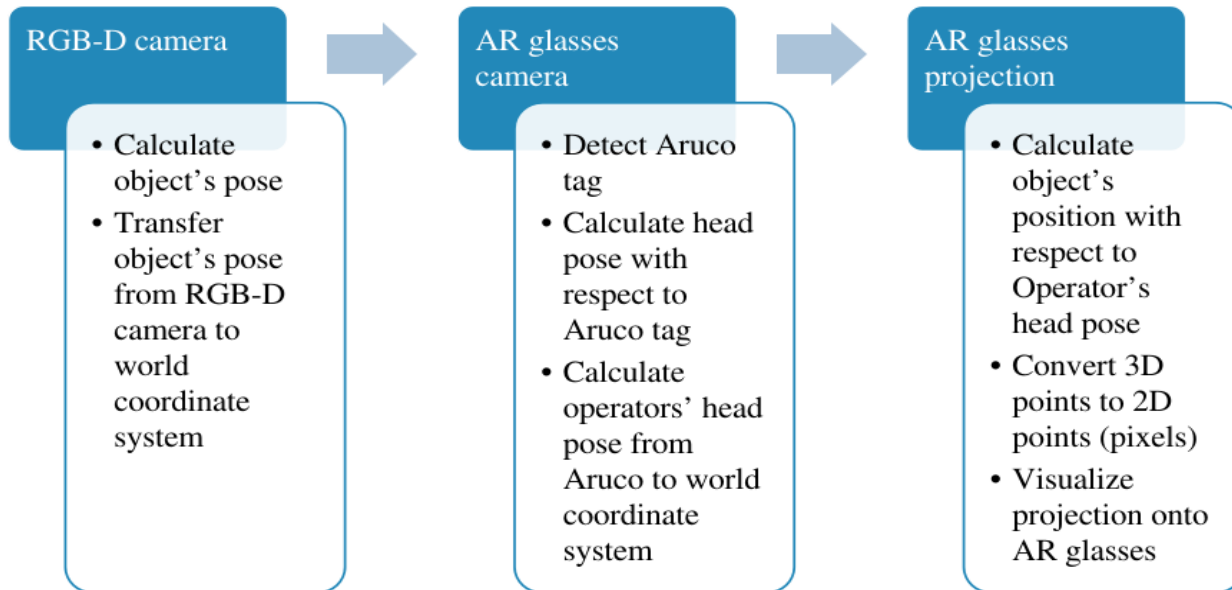 RGB-D camera
• Calculate
object’s pose
• Transfer
object’s pose
from RGB-D
camera to
world
coordinate
system
AR glasses
camera
• Detect Aruco
tag
• Calculate head
pose with
respect to
Aruco tag
• Calculate
operators’ head
pose from
Aruco to world
coordinate
system
AR glasses
projection
• Calculate
object’s
position with
respect to
Operator’s
head pose
• Convert 3D
points to 2D
points (pixels)
• Visualize
projection onto
AR glasses